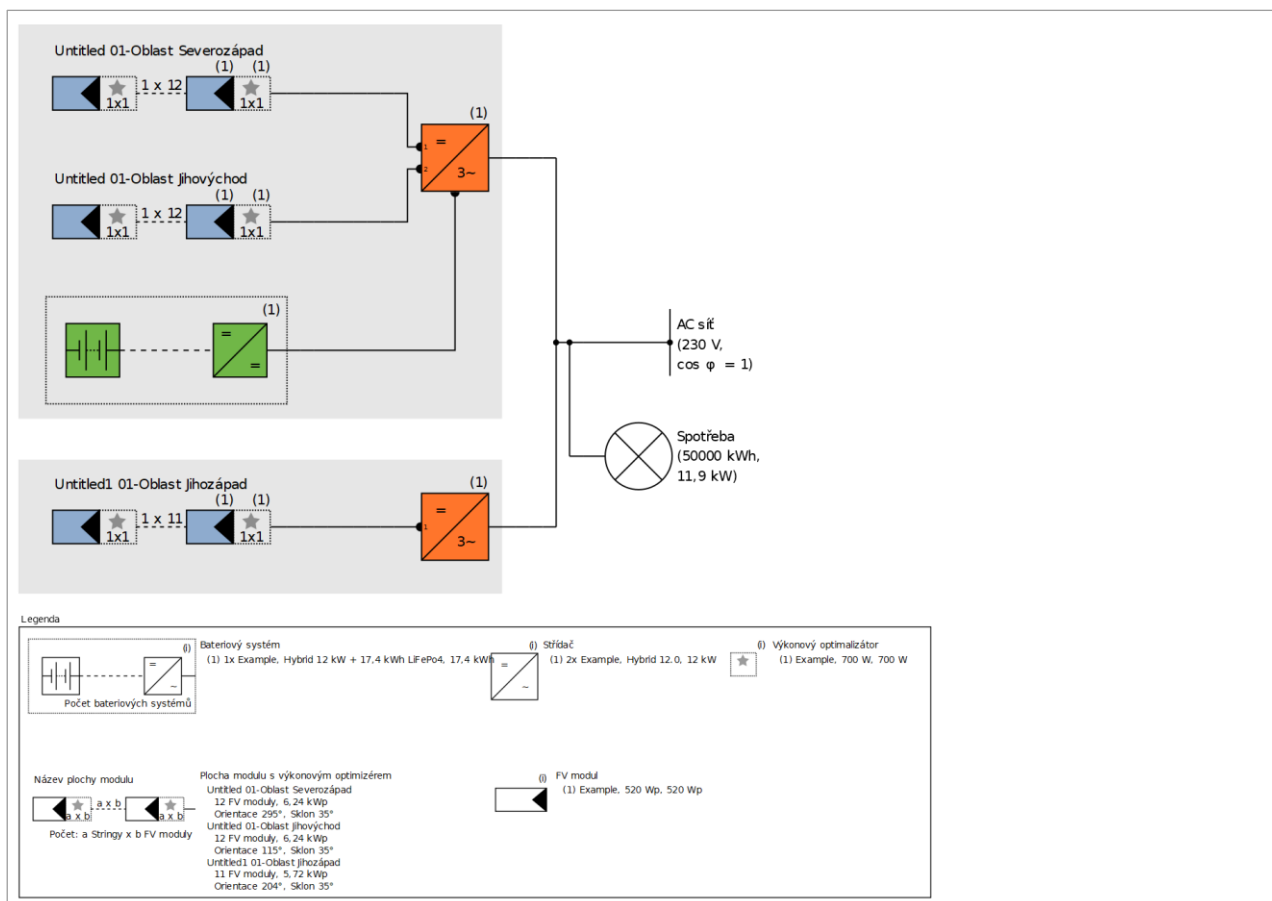 Untitled 01-Oblast Severozápad
(1) (1)
1 x 12
1x1 1x1
(1)
=
1
2
3~
Untitled 01-Oblast Jihovýchod
(1) (1)
1 x 12
1x1 1x1
(1)
=
=
AC síť
(230 V,
cos φ = 1)
Spotřeba
(50000 kWh,
11,9 kW)
Untitled1 01-Oblast Jihozápad
(1) (1)
1 x 11
1x1 1x1
(1)
=
1
3~
Legenda
(i)
=
~
Počet bateriových systémů
Bateriový systém
(1) 1x Example, Hybrid 12 kW + 17,4 kWh LiFePo4, 17,4 kWh
=
~
(i) Střídač
(1) 2x Example, Hybrid 12.0, 12 kW
(i) Výkonový optimalizátor
(1) Example, 700 W, 700 W
Název plochy modulu
a x b
a x b a x b
Počet: a Stringy x b FV moduly
Plocha modulu s výkonovým optimizérem
Untitled 01-Oblast Severozápad
12 FV moduly, 6,24 kWp
Orientace 295°, Sklon 35°
Untitled 01-Oblast Jihovýchod
12 FV moduly, 6,24 kWp
Orientace 115°, Sklon 35°
Untitled1 01-Oblast Jihozápad
11 FV moduly, 5,72 kWp
Orientace 204°, Sklon 35°
(i) FV modul
(1) Example, 520 Wp, 520 Wp